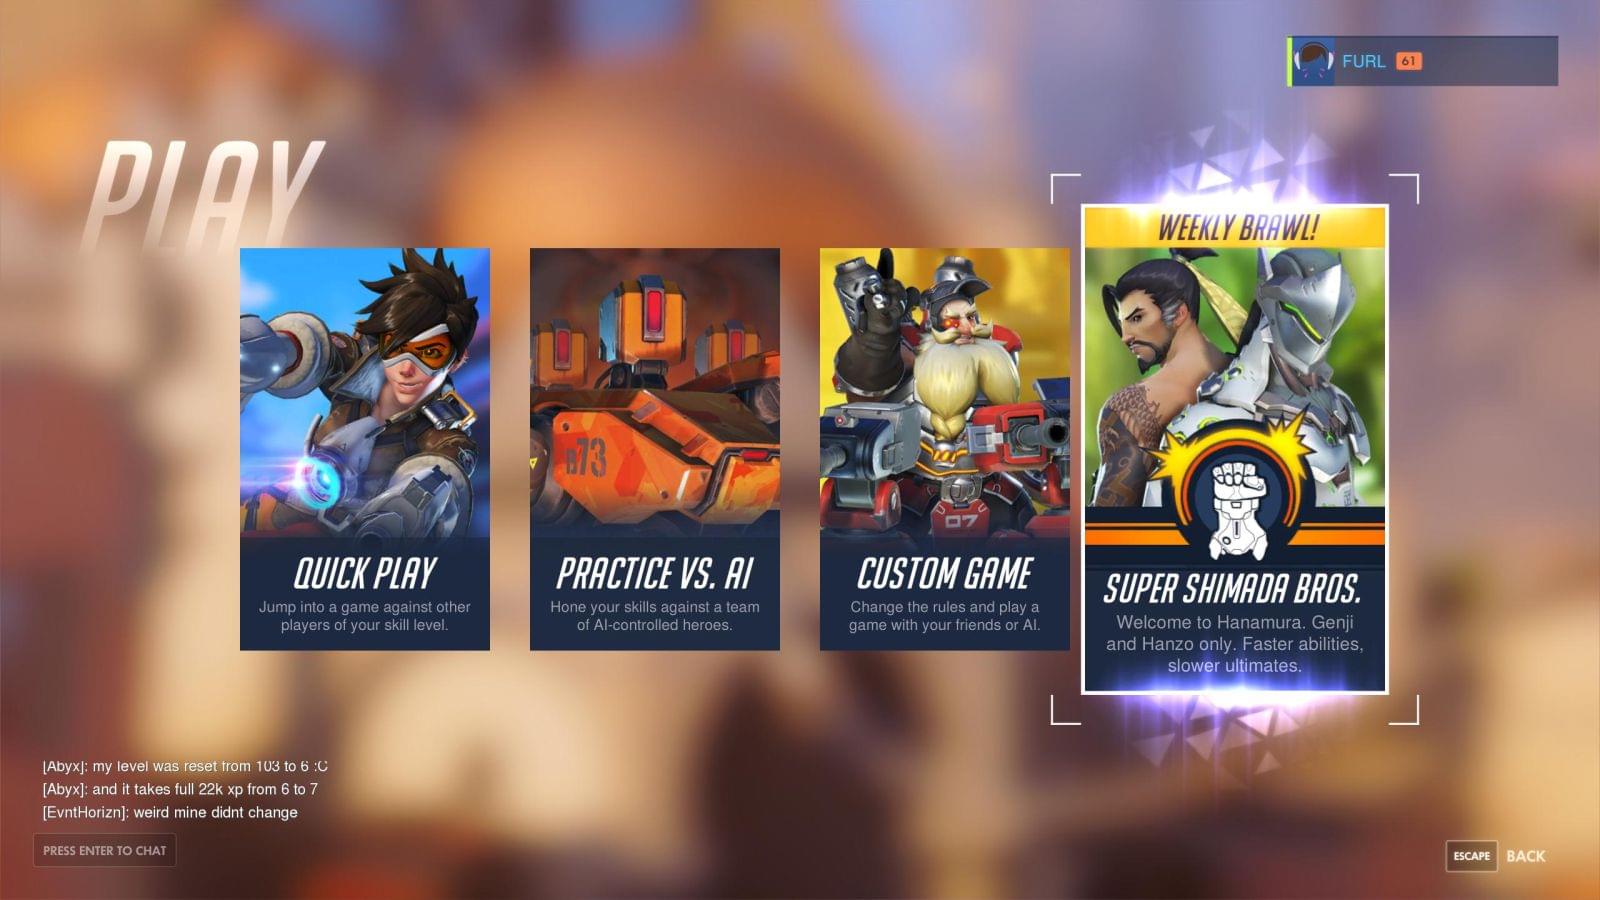 FURL 61
PLAY
WEEKLY BRAWL!
B73
07
QUICK PLAY
Jump into a game against other
players of your skill level.
PRACTICE VS. AI
Hone your skills against a team
of AI-controlled heroes.
CUSTOM GAME
Change the rules and play a
game with your friends or AI.
SUPER SHIMADA BROS.
Welcome to Hanamura. Genji
and Hanzo only. Faster abilities,
slower ultimates.
[Abyx]: my level was reset from 103 to 6 :C
[Abyx]: and it takes full 22k xp from 6 to 7
[EvntHorizn]: weird mine didnt change
PRESS ENTER TO CHAT
ESCAPE BACK